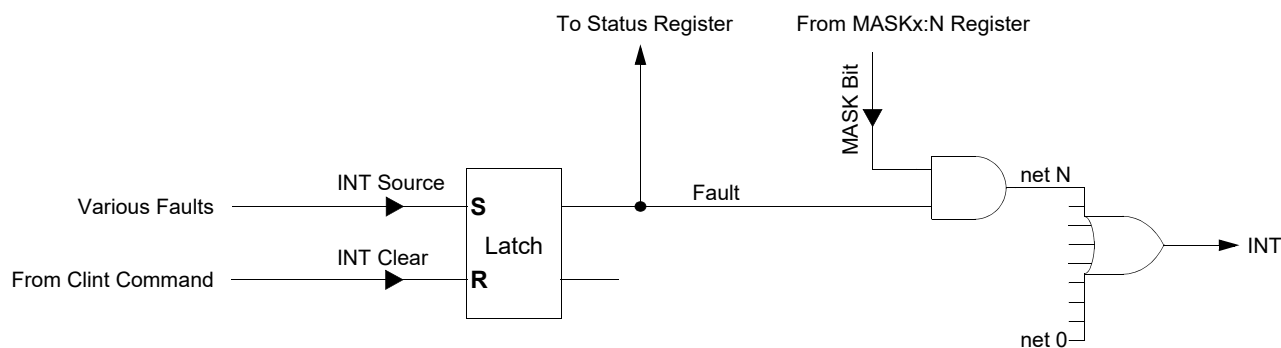 To Status Register
From MASKx:N Register
MASK Bit
INT Source
net N
Various Faults
S
Fault
Latch
INT
INT Clear
From Clint Command
R
net 0